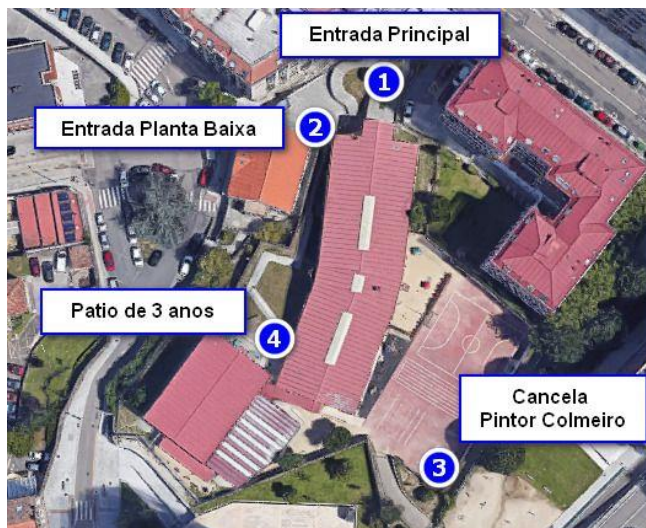 Entrada Principal
1
Entrada Planta Baixa
2
Patio de 3 anos
4
Cancela
Pintor Colmeiro
3